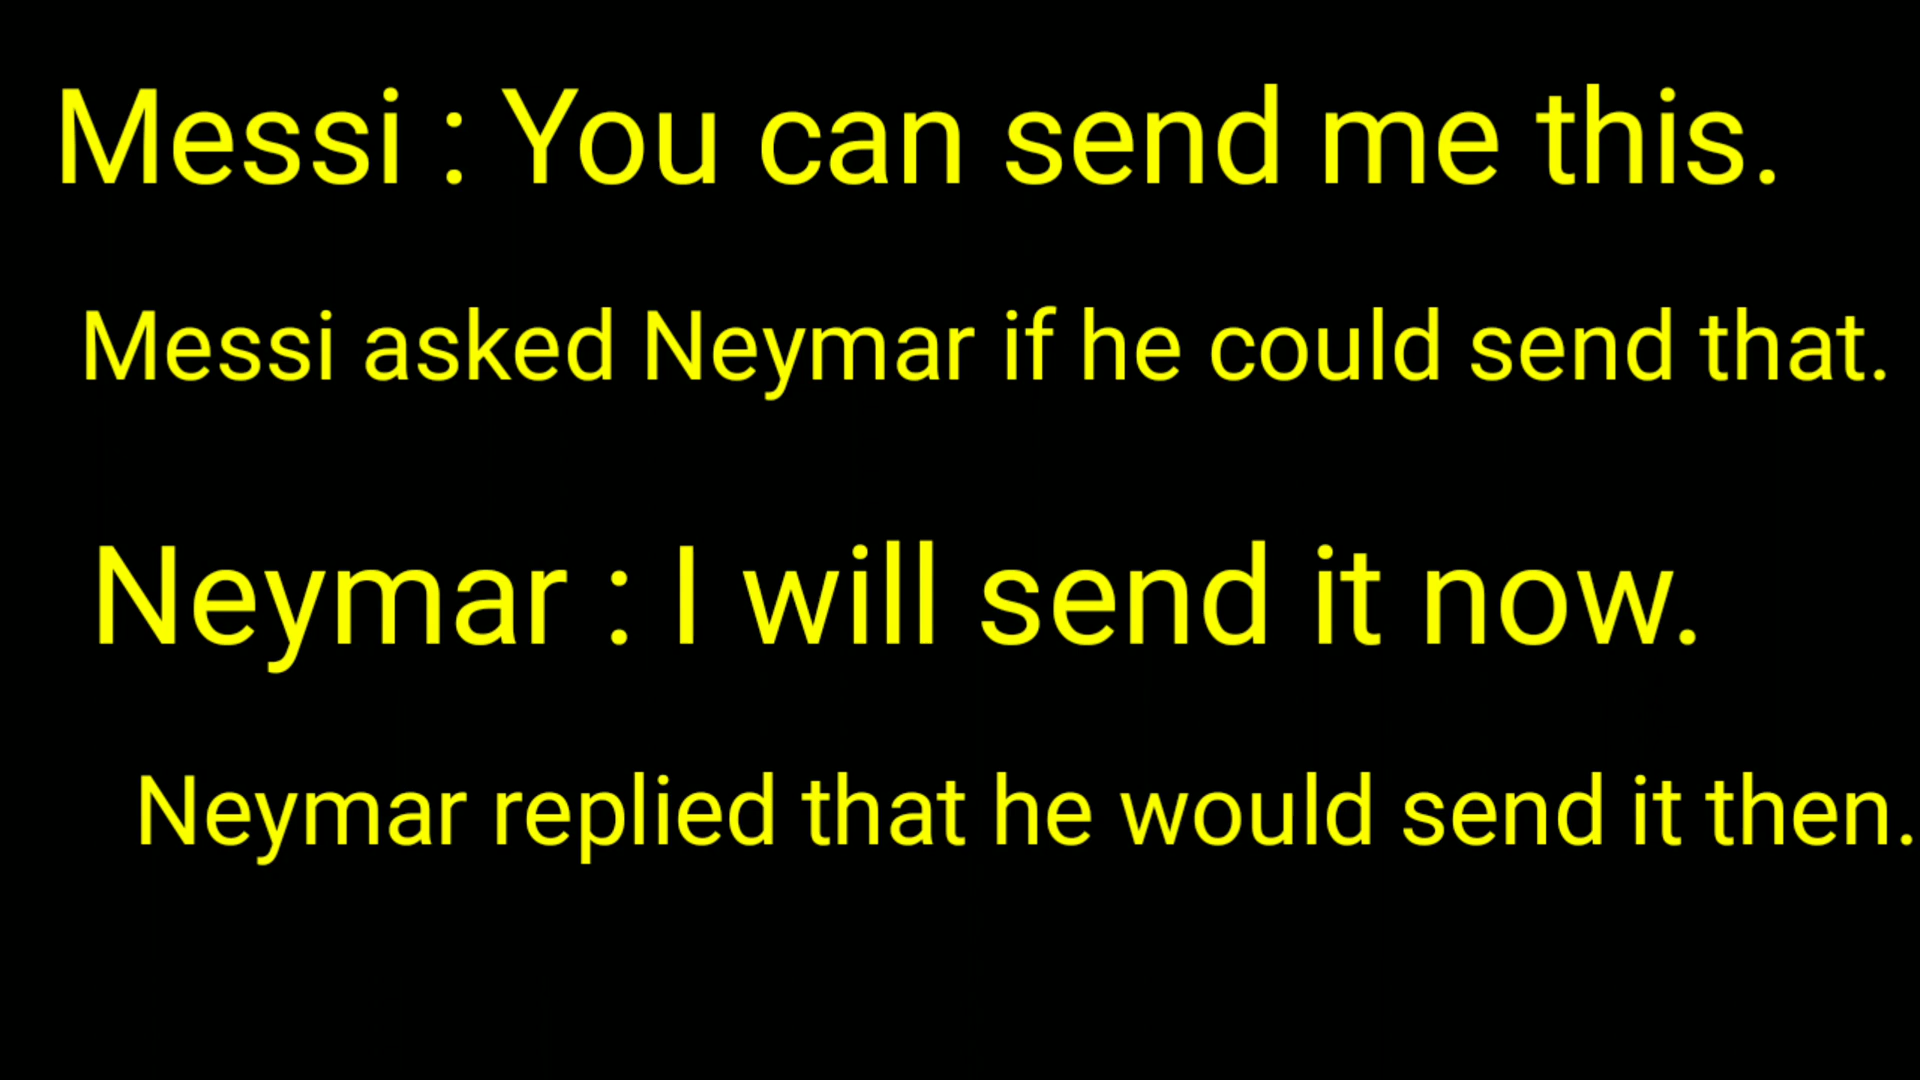 Messi : You can send me this.
Messi asked Neymar if he could send that.
Neymar : I will send it now.
Neymar replied that he would send it then.